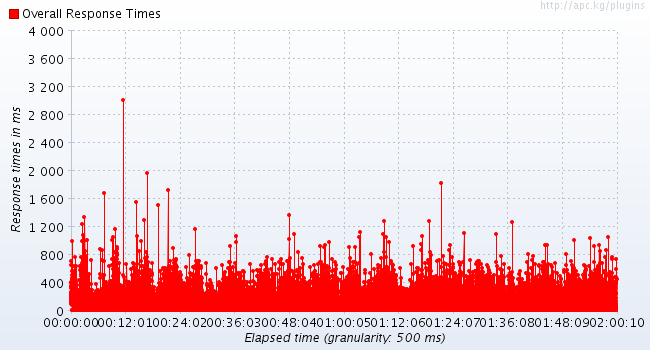 http://apc.kg/plugins
Overall Response Times
4 000
3 600
3 200
2 800
2 400
2 000
1 600
1 200
800
400
0
Response times in ms
00:00:00 00:12:01 00:24:02 00:36:03 00:48:04 01:00:05 01:12:06 01:24:07 01:36:08 01:48:09 02:00:10
Elapsed time (granularity: 500 ms)